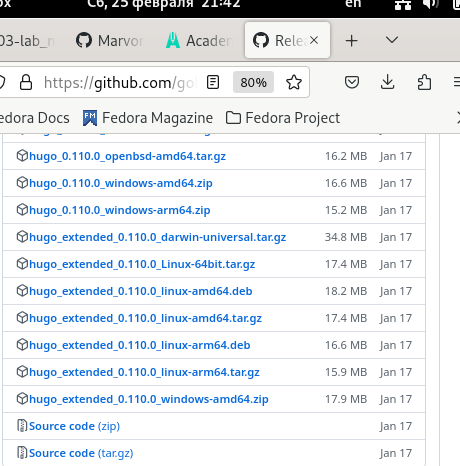 Сб, 25 февраля 21:42
en
03-lab_
Marvor
Acade
Rele
https://github.com/go
80%
edora Docs
Fedora Magazine
Fedora Project
hugo_0.110.0_openbsd-amd64.tar.gz 16.2 MB Jan 17
hugo_0.110.0_windows-amd64.zip 16.6 MB Jan 17
hugo_0.110.0_windows-arm64.zip 15.2 MB Jan 17
hugo_extended_0.110.0_darwin-universal.tar.gz 34.8 MB Jan 17
hugo_extended_0.110.0_Linux-64bit.tar.gz 17.4 MB Jan 17
hugo_extended_0.110.0_linux-amd64.deb 18.2 MB Jan 17
hugo_extended_0.110.0_linux-amd64.tar.gz 17.4 MB Jan 17
hugo_extended_0.110.0_linux-arm64.deb 16.6 MB Jan 17
hugo_extended_0.110.0_linux-arm64.tar.gz 15.9 MB Jan 17
hugo_extended_0.110.0_windows-amd64.zip 17.9 MB Jan 17
Source code (zip) Jan 17
Source code (tar.gz) Jan 17